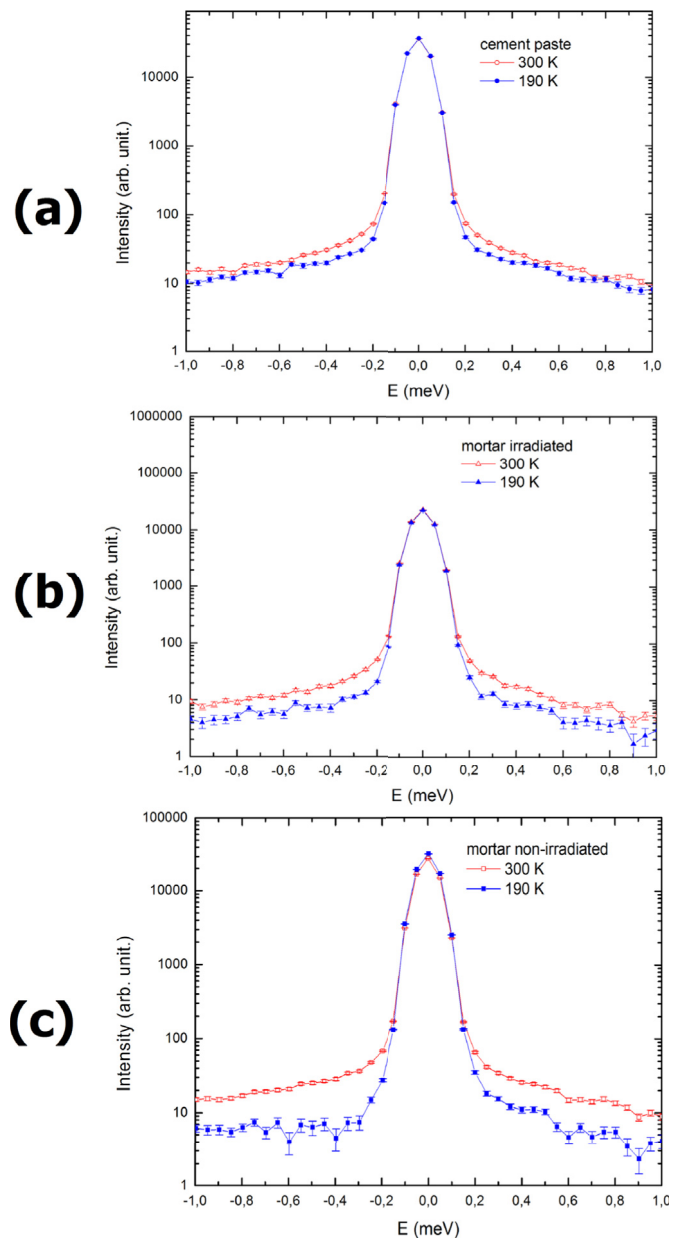 (a)
cement paste
300 K
190 K
Intensity (arb. unit.)
10000
1000
100
10
1
-1,0 -0,8 -0,6 -0,4 -0,2 0,0 0,2 0,4 0,6 0,8 1,0
E (meV)
(b)
mortar irradiated
300 K
190 K
Intensity (arb. unit.)
1000000
100000
10000
1000
100
10
1
-1,0 -0,8 -0,6 -0,4 -0,2 0,0 0,2 0,4 0,6 0,8 1,0
E (meV)
(c)
mortar non-irradiated
300 K
190 K
Intensity (arb. unit.)
100000
10000
1000
100
10
1
-1,0 -0,8 -0,6 -0,4 -0,2 0,0 0,2 0,4 0,6 0,8 1,0
E (meV)